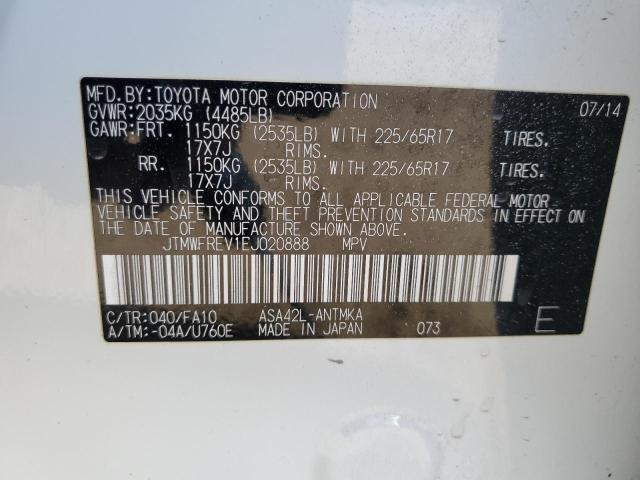 MFD.BY:TOYOTA MOTOR CORPORATION 07/14
GVWR:2035KG (4485LB)
GAWR:FRT. 1150KG (2535LB) WITH 225/65R17 TIRES.
17X7J RIMS.
RR. 1150KG (2535LB) WITH 225/65R17 TIRES.
17X7J RIMS.
THIS VEHICLE CONFORMS TO ALL APPLICABLE FEDERAL MOTOR
VEHICLE SAFETY AND THEFT PREVENTION STANDARDS IN EFFECT ON
THE DATE OF MANUFACTURE SHOWN ABOVE.
JTMWFREV1EJ020888 MPV
C/TR:040/FA10 ASA42L-ANTMKA
A/TM:-04A/U760E MADE IN JAPAN 073 E